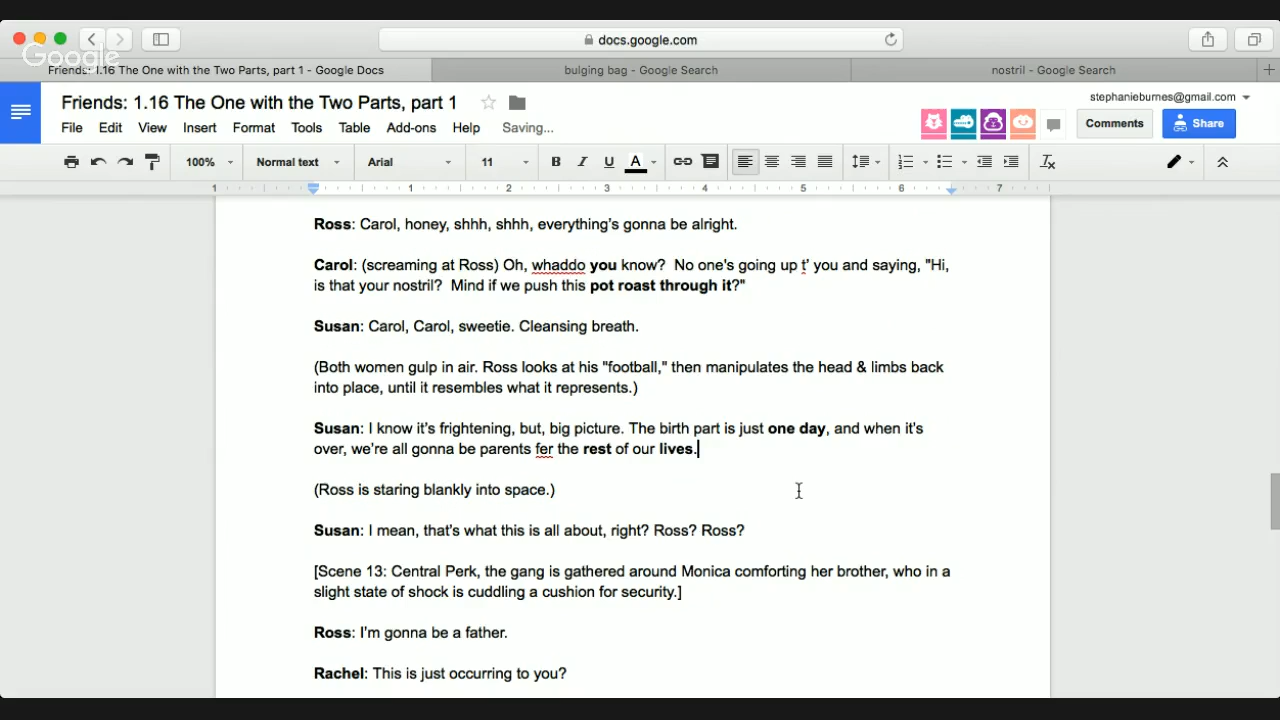 docs.google.com
Google
Friends: 1.16 The One with the Two Parts, part 1 - Google Docs
bulging bag - Google Search
nostril - Google Search
Friends: 1.16 The One with the Two Parts, part 1
stephanieburnes@gmail.com
File Edit View Insert Format Tools Table Add-ons Help Saving...
Comments
Share
100% Normal text Arial 11 B I U A
1 1 2 3 4 5 6 7
Ross: Carol, honey, shhh, shhh, everything's gonna be alright.
Carol: (screaming at Ross) Oh, whaddo you know?  No one's going up t' you and saying, "Hi,
is that your nostril?  Mind if we push this pot roast through it?"
Susan: Carol, Carol, sweetie. Cleansing breath.
(Both women gulp in air. Ross looks at his "football," then manipulates the head & limbs back
into place, until it resembles what it represents.)
Susan: I know it's frightening, but, big picture. The birth part is just one day, and when it's
over, we're all gonna be parents fer the rest of our lives.
(Ross is staring blankly into space.)
Susan: I mean, that's what this is all about, right? Ross? Ross?
[Scene 13: Central Perk, the gang is gathered around Monica comforting her brother, who in a
slight state of shock is cuddling a cushion for security.]
Ross: I'm gonna be a father.
Rachel: This is just occurring to you?